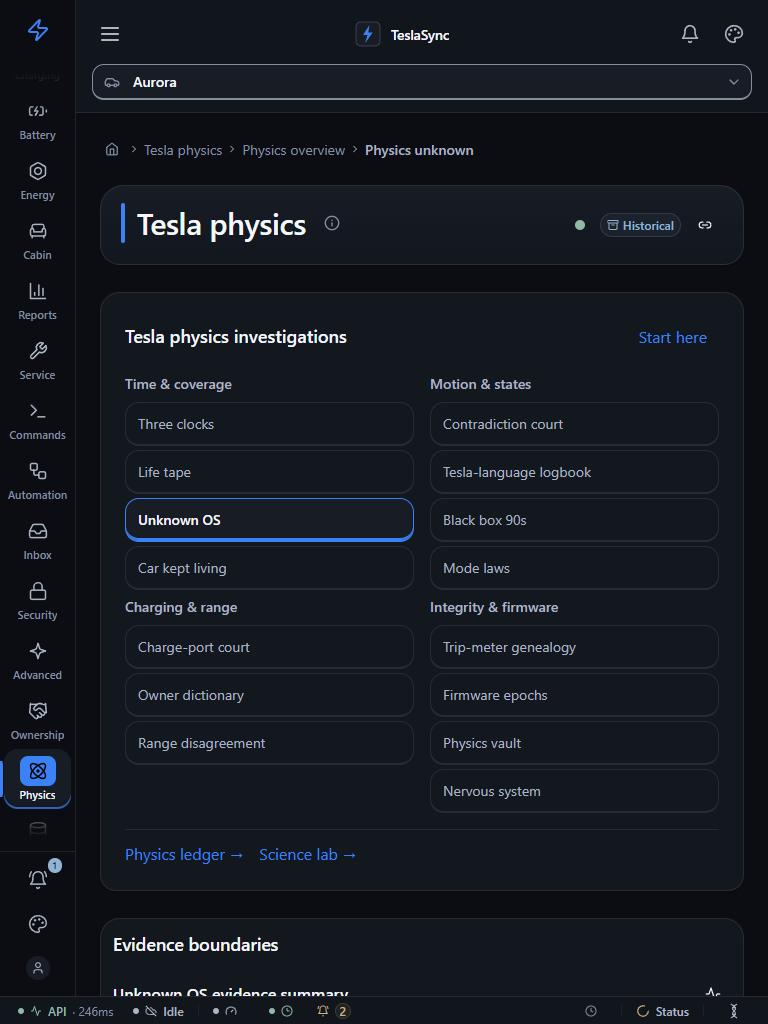 TeslaSync
Aurora
Charging
Battery
Energy
Cabin
Reports
Service
Commands
Automation
Inbox
Security
Advanced
Ownership
Physics
1
Tesla physics
Physics overview
Physics unknown
Tesla physics
Historical
Tesla physics investigations
Start here
Time & coverage
Three clocks
Life tape
Unknown OS
Car kept living
Motion & states
Contradiction court
Tesla-language logbook
Black box 90s
Mode laws
Charging & range
Charge-port court
Owner dictionary
Range disagreement
Integrity & firmware
Trip-meter genealogy
Firmware epochs
Physics vault
Nervous system
Physics ledger →
Science lab →
Evidence boundaries
Unknown OS evidence summary
API · 246ms
Idle
2
Status